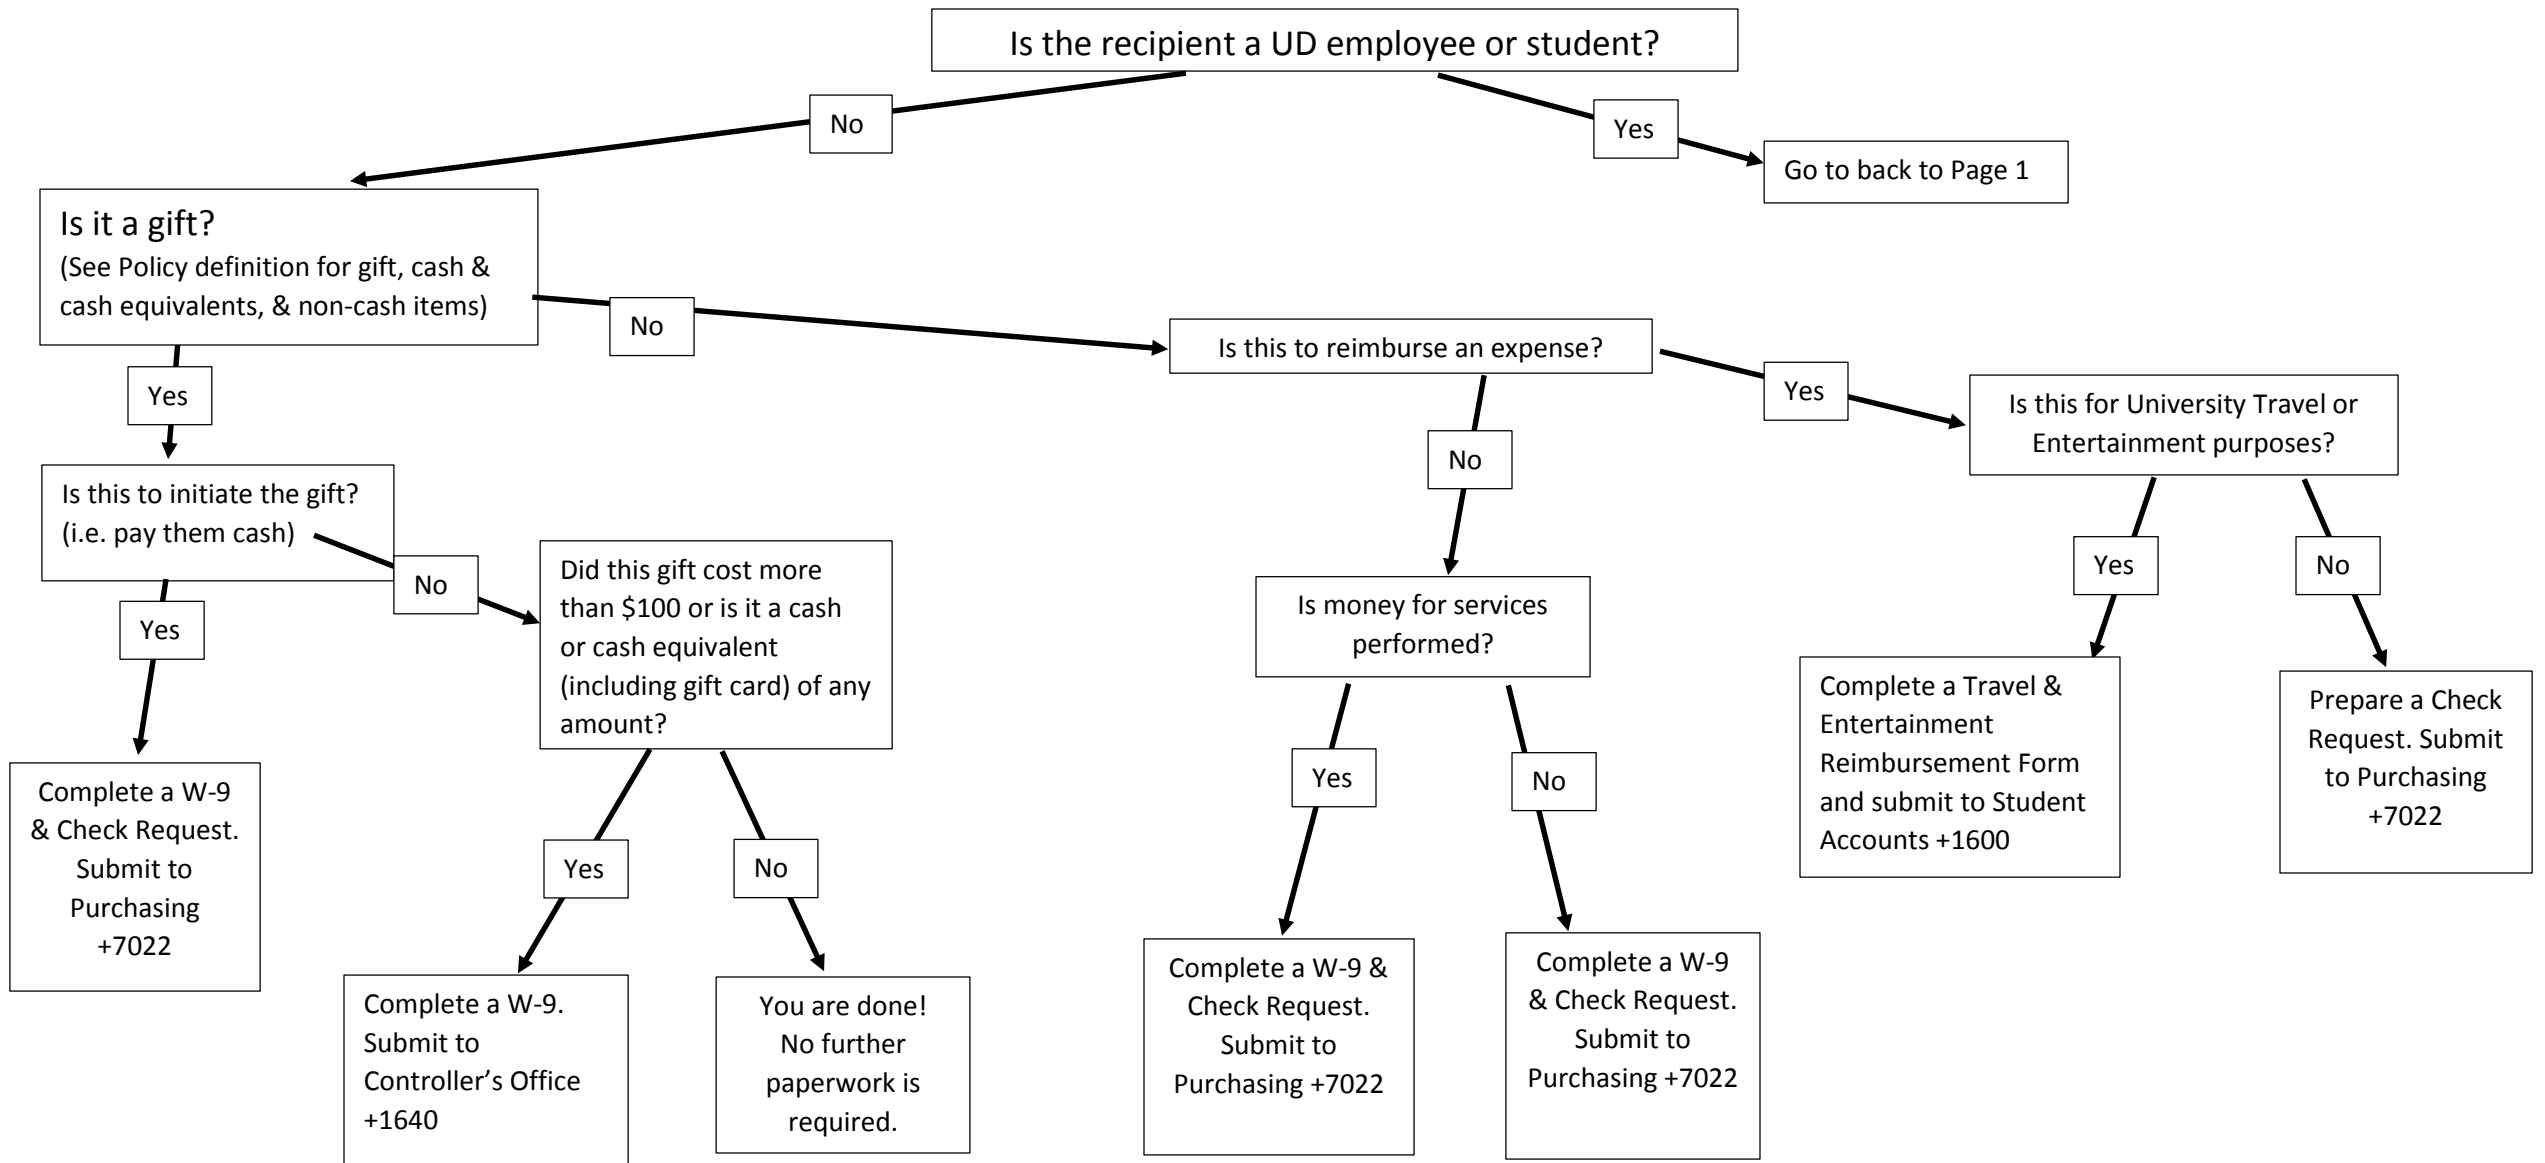 Is the recipient a UD employee or student?
No
Yes
Go to back to Page 1
Is it a gift?
(See Policy definition for gift, cash &
cash equivalents, & non-cash items)
No
Is this to reimburse an expense?
Yes
Is this for University Travel or
Entertainment purposes?
Yes
Is this to initiate the gift?
(i.e. pay them cash)
No
Did this gift cost more
than $100 or is it a cash
or cash equivalent
(including gift card) of any
amount?
No
Is money for services
performed?
Yes
No
Yes
Complete a W-9
& Check Request.
Submit to
Purchasing
+7022
Yes
No
Complete a W-9.
Submit to
Controller’s Office
+1640
You are done!
No further
paperwork is
required.
Yes
No
Complete a W-9 &
Check Request.
Submit to
Purchasing +7022
Complete a W-9
& Check Request.
Submit to
Purchasing +7022
Complete a Travel &
Entertainment
Reimbursement Form
and submit to Student
Accounts +1600
Prepare a Check
Request. Submit
to Purchasing
+7022